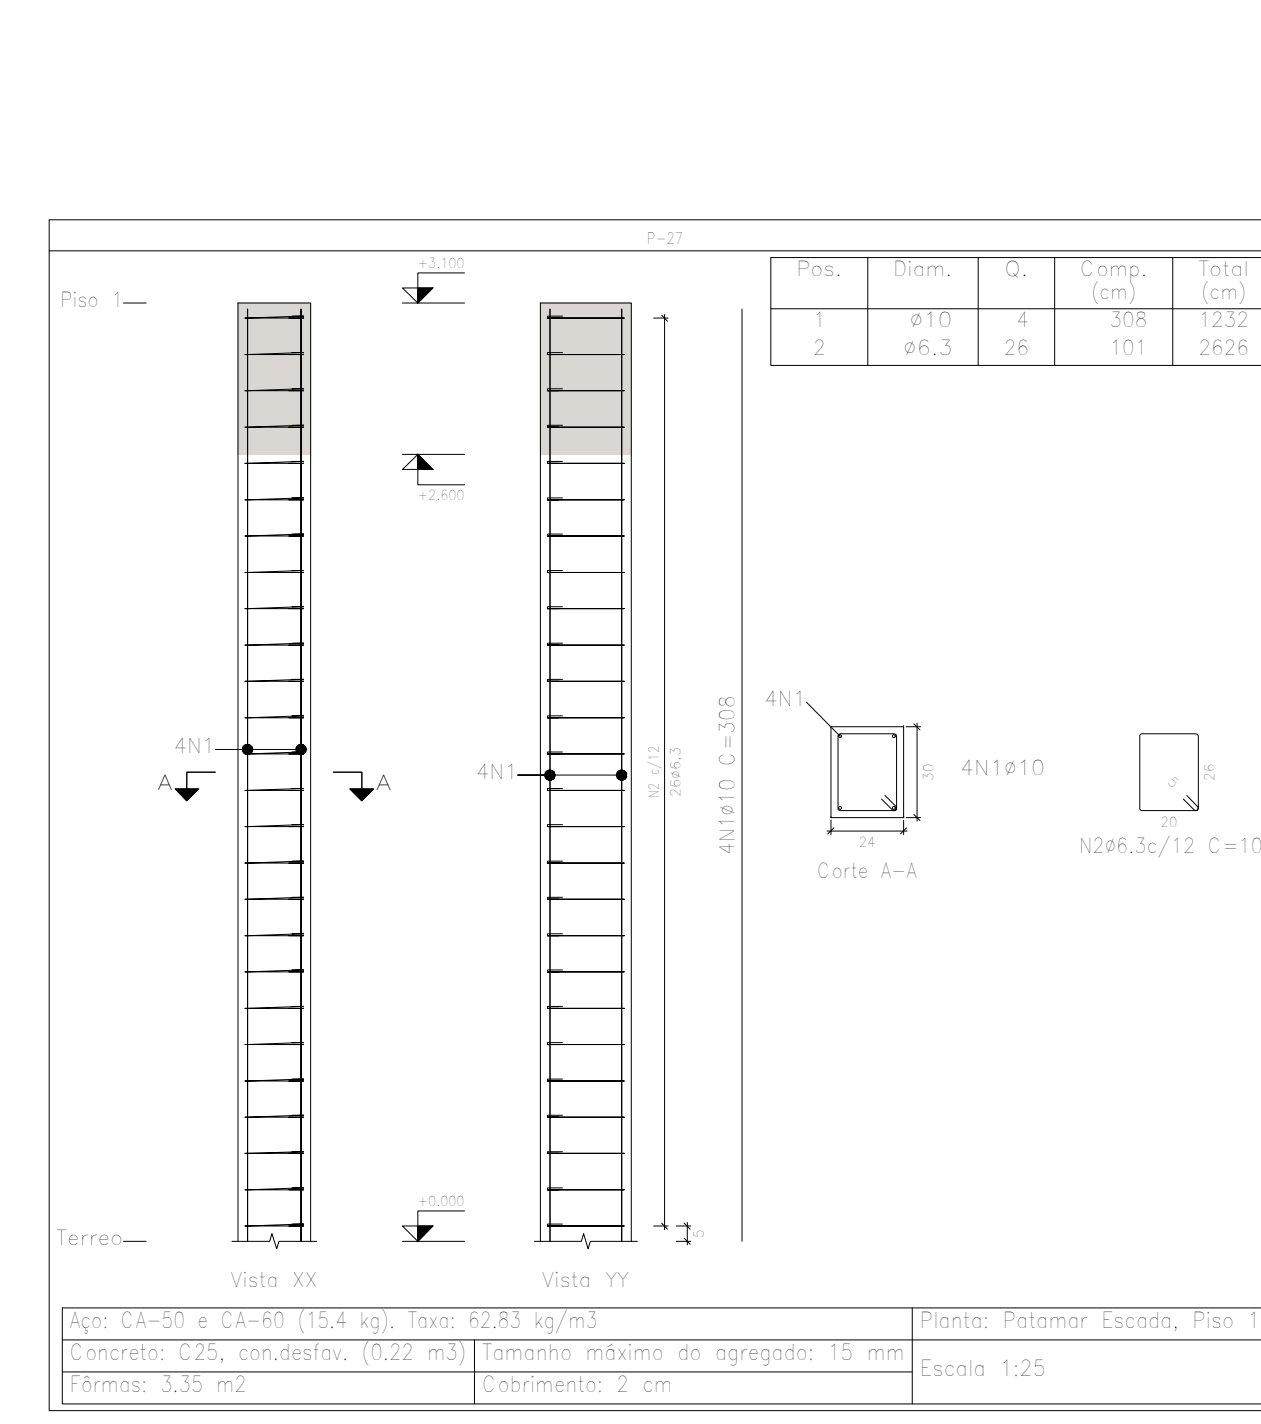 P-27
+3.100
Piso 1
Pos. Diam. Q. Comp. (cm) Total (cm)
1 ø10 4 308 1232
2 ø6.3 26 101 2626
+2.600
4N1
A A
4N1
N2 c/12
26ø6.3
4N1ø10 C=308
4N1
30
24
Corte A-A
4N1ø10
5
26
20
N2ø6.3c/12 C=10
+0.000
Terreo
5
Vista XX
Vista YY
Aço: CA-50 e CA-60 (15.4 kg). Taxa: 62.83 kg/m3
Planta: Patamar Escada, Piso 1
Concreto: C25, con.desfav. (0.22 m3)
Tamanho máximo do agregado: 15 mm
Escala 1:25
Fôrmas: 3.35 m2
Cobrimento: 2 cm